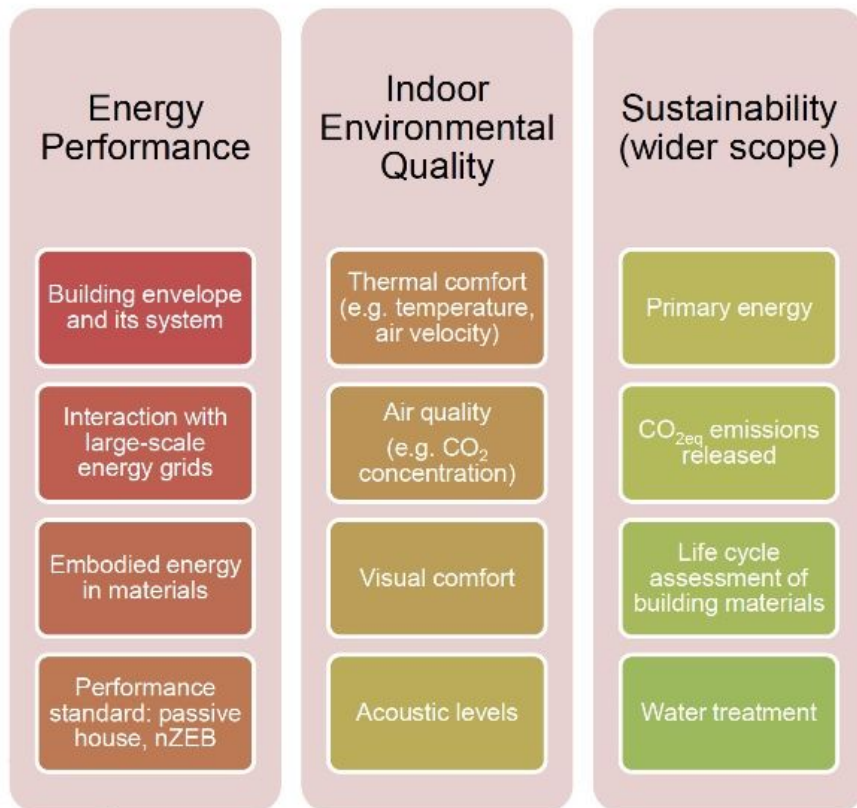 Energy
Performance
Building envelope
and its system
Interaction with
large-scale
energy grids
Embodied energy
in materials
Performance
standard: passive
house, nZEB
Indoor
Environmental
Quality
Thermal comfort
(e.g. temperature,
air velocity)
Air quality
(e.g. CO₂
concentration)
Visual comfort
Acoustic levels
Sustainability
(wider scope)
Primary energy
CO₂eq emissions
released
Life cycle
assessment of
building materials
Water treatment